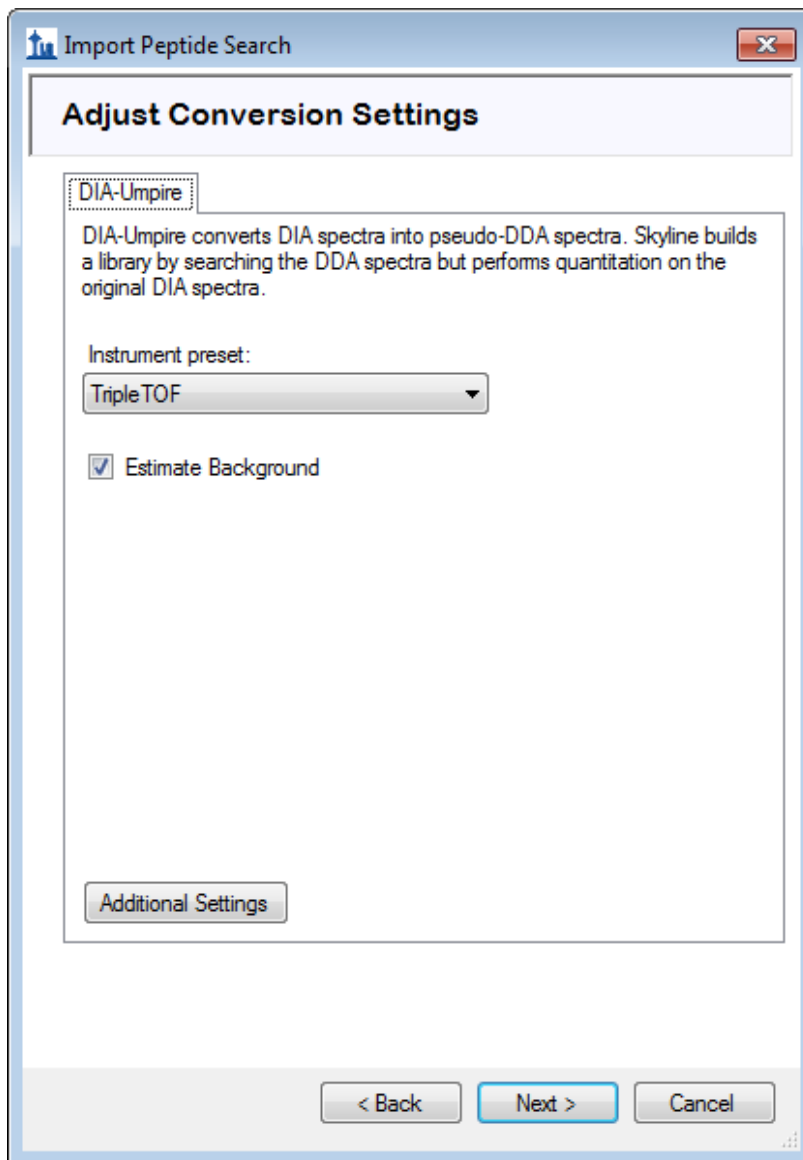 Import Peptide Search
Adjust Conversion Settings
DIA-Umpire
DIA-Umpire converts DIA spectra into pseudo-DDA spectra. Skyline builds
a library by searching the DDA spectra but performs quantitation on the
original DIA spectra.
Instrument preset:
TripleTOF
Estimate Background
Additional Settings
< Back
Next >
Cancel